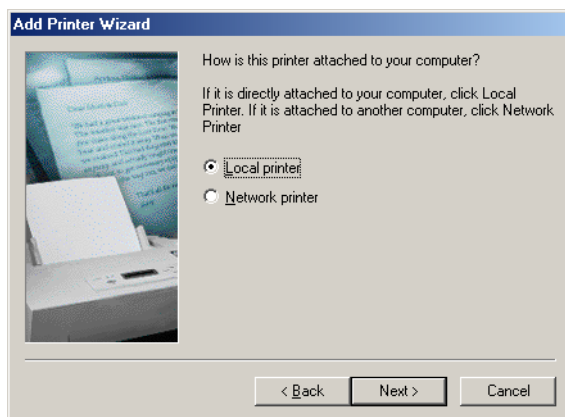 Add Printer Wizard
How is this printer attached to your computer?
If it is directly attached to your computer, click Local
Printer. If it is attached to another computer, click Network
Printer
Local printer
Network printer
< Back
Next >
Cancel